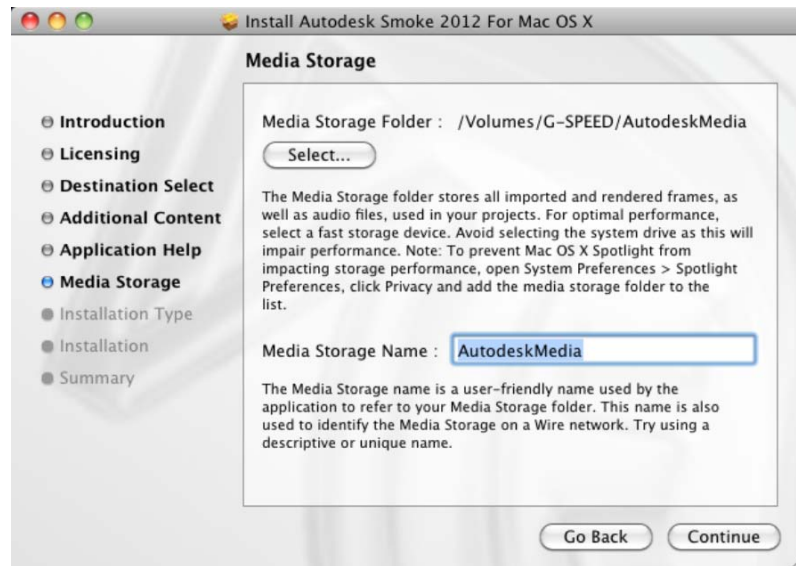 Install Autodesk Smoke 2012 For Mac OS X
Media Storage
Introduction
Licensing
Destination Select
Additional Content
Application Help
Media Storage
Installation Type
Installation
Summary
Media Storage Folder : /Volumes/G-SPEED/AutodeskMedia
Select...
The Media Storage folder stores all imported and rendered frames, as
well as audio files, used in your projects. For optimal performance,
select a fast storage device. Avoid selecting the system drive as this will
impair performance. Note: To prevent Mac OS X Spotlight from
impacting storage performance, open System Preferences > Spotlight
Preferences, click Privacy and add the media storage folder to the
list.
Media Storage Name : AutodeskMedia
The Media Storage name is a user-friendly name used by the
application to refer to your Media Storage folder. This name is also
used to identify the Media Storage on a Wire network. Try using a
descriptive or unique name.
Go Back Continue